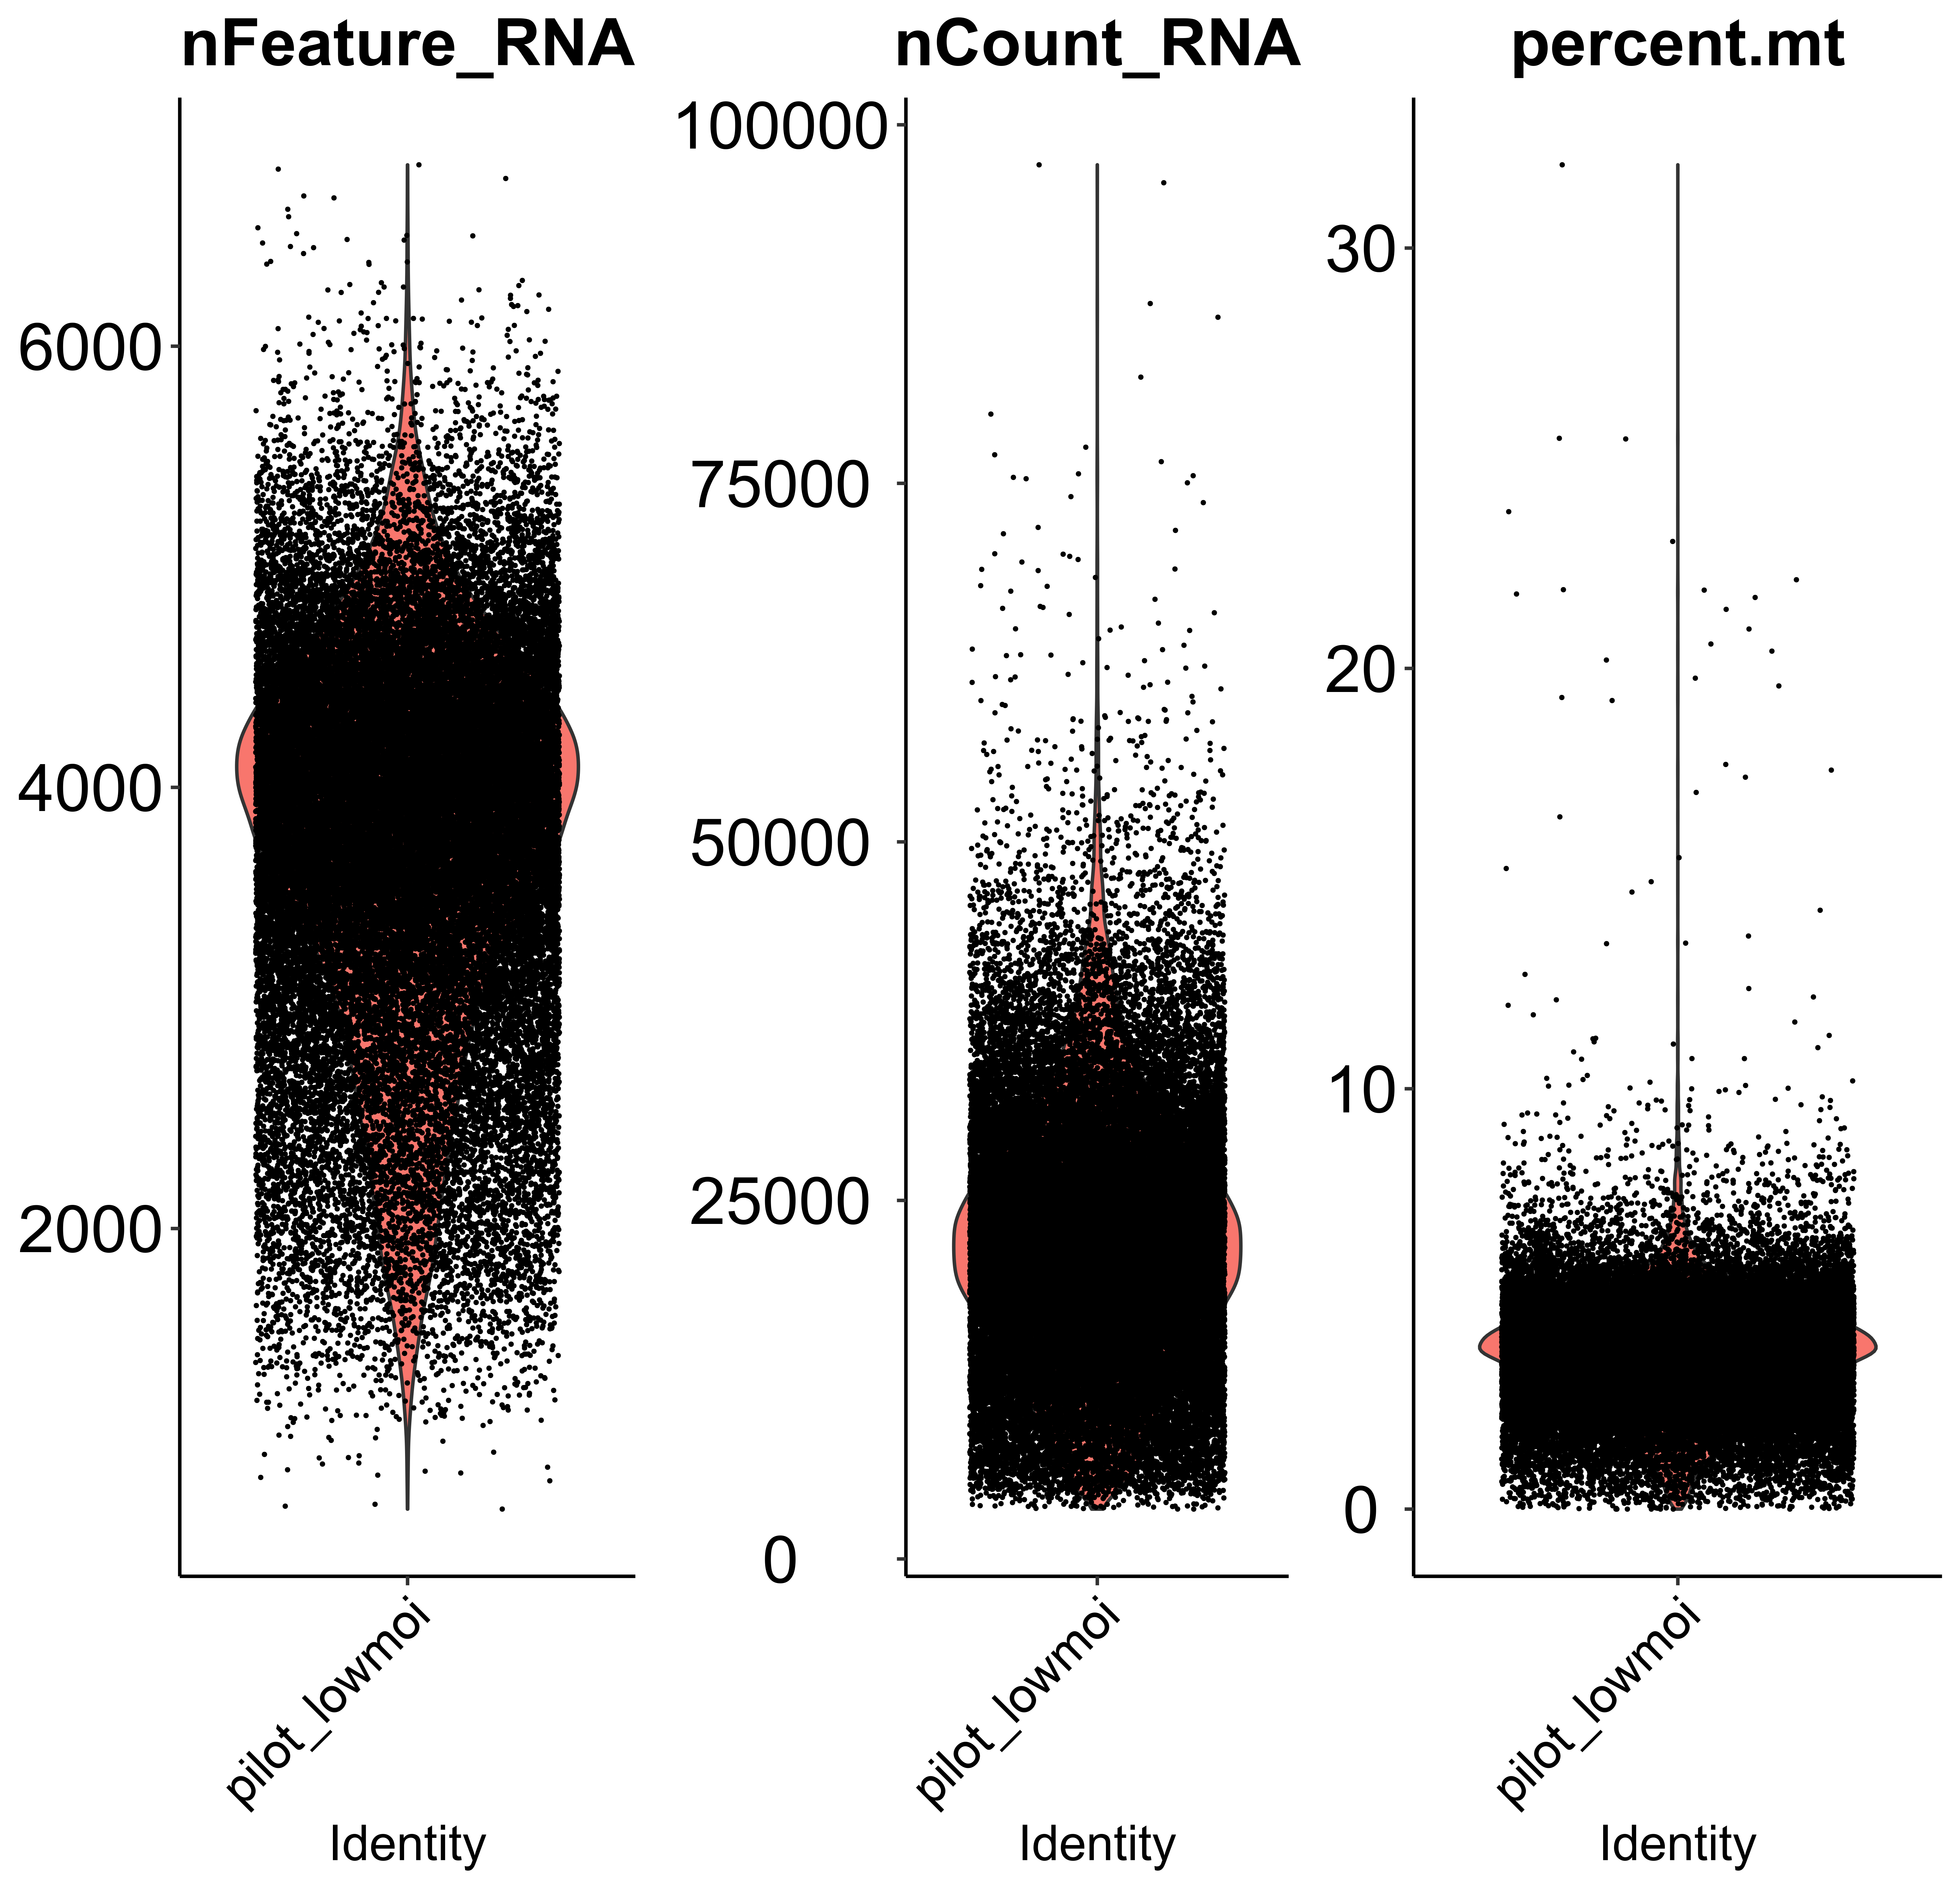 nFeature_RNA
6000
4000
2000
pilot_lowmoi
Identity
nCount_RNA
100000
75000
50000
25000
0
pilot_lowmoi
Identity
percent.mt
30
20
10
0
pilot_lowmoi
Identity